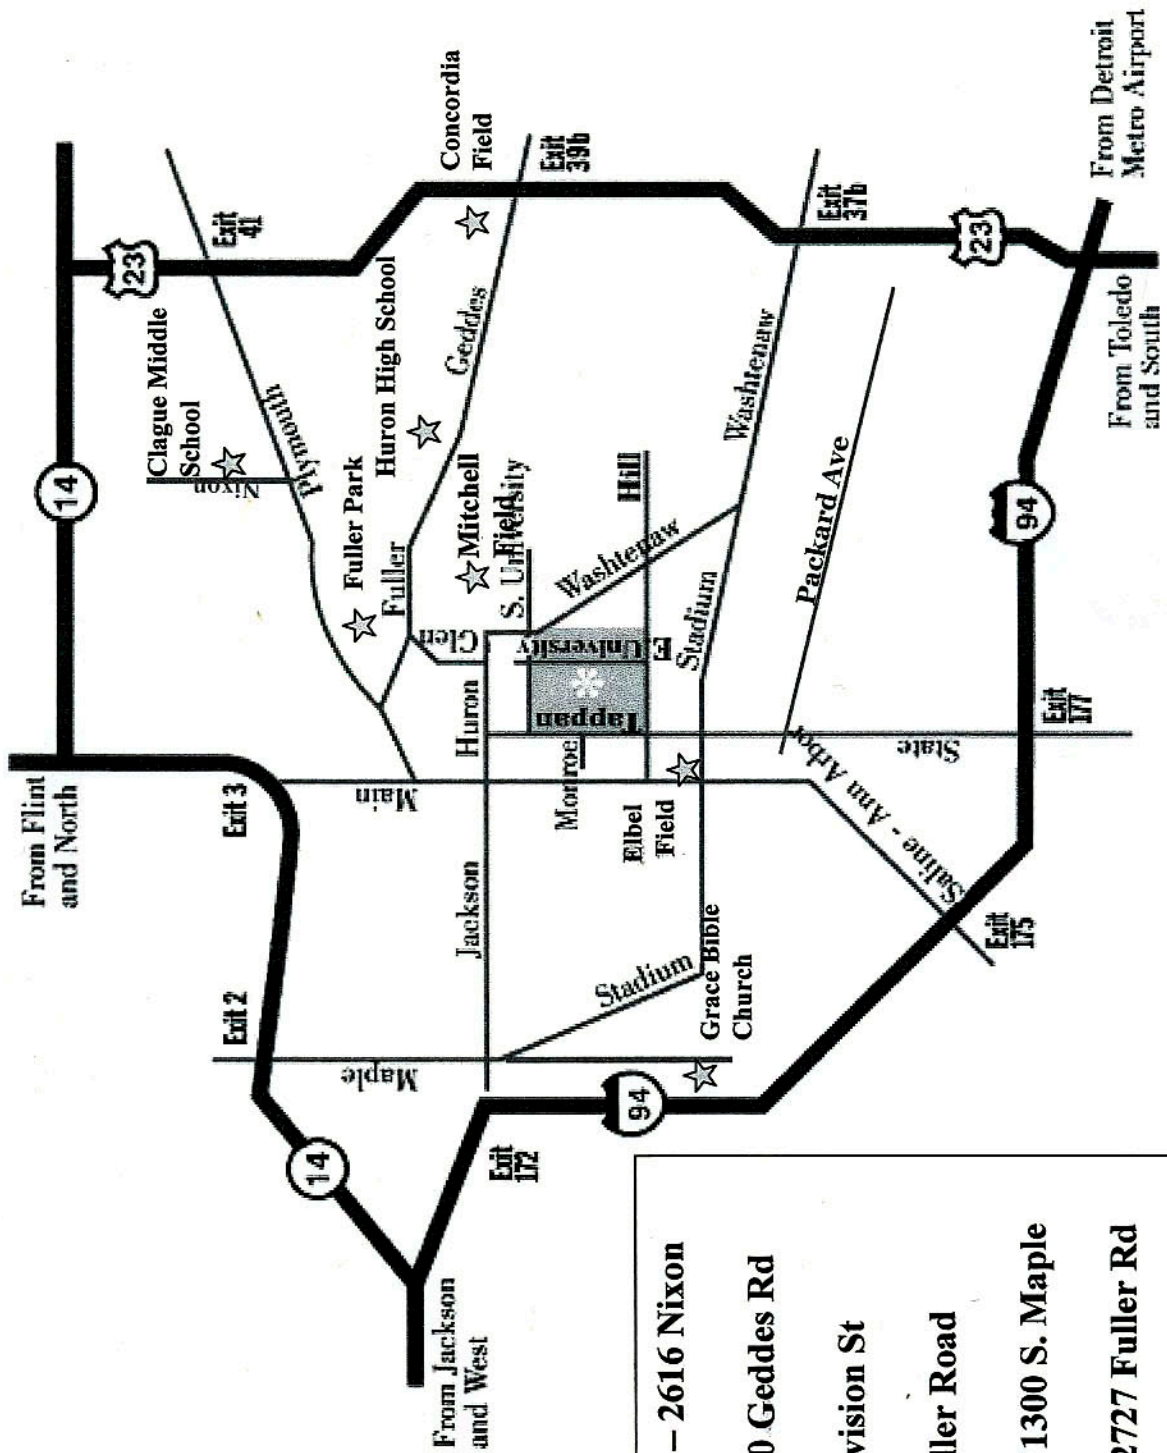 From Flint
and North
14
23
Exit
41
Clague Middle
School
Nixon
Plymouth
Concordia
Field
Exit 3
Exit 2
Fuller Park
Huron High School
Fuller
Geddes
Exit
39b
Mitchell
Field
S. University
Glen
Main
Maple
14
Huron
Jackson
From Jackson
and West
Exit
172
Monroe
Tappan
E. University
Washtenaw
Hill
Elbel
Field
Stadium
Washtenaw
Exit
37b
Stadium
Grace Bible
Church
94
Packard Ave
State
Saline - Ann Arbor
23
Exit
175
Exit
177
94
From Detroit
Metro Airport
From Toledo
and South
– 2616 Nixon
Geddes Rd
St
Road
1300 S. Maple
2727 Fuller Rd